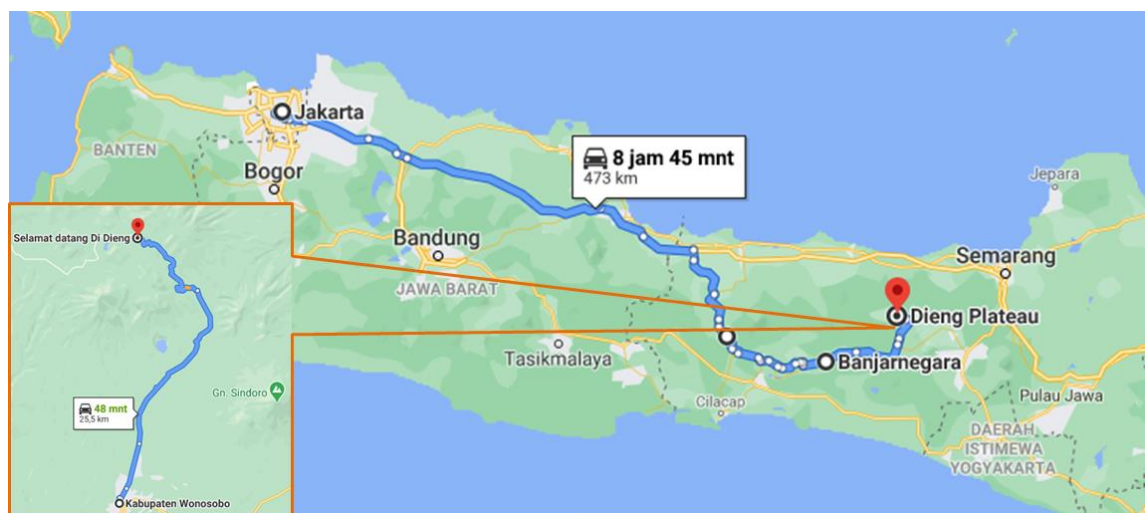 Jakarta
BANTEN
Bogor
8 jam 45 mnt
473 km
Jepara
Bandung
JAWA BARAT
Semarang
Dieng Plateau
Tasikmalaya
Banjarnegara
Cilacap
Pulau Jawa
DAERAH
ISTIMEWA
YOGYAKARTA
Selamat datang Di Dieng
Gn. Sindoro
48 mnt
25,5 km
Kabupaten Wonosobo